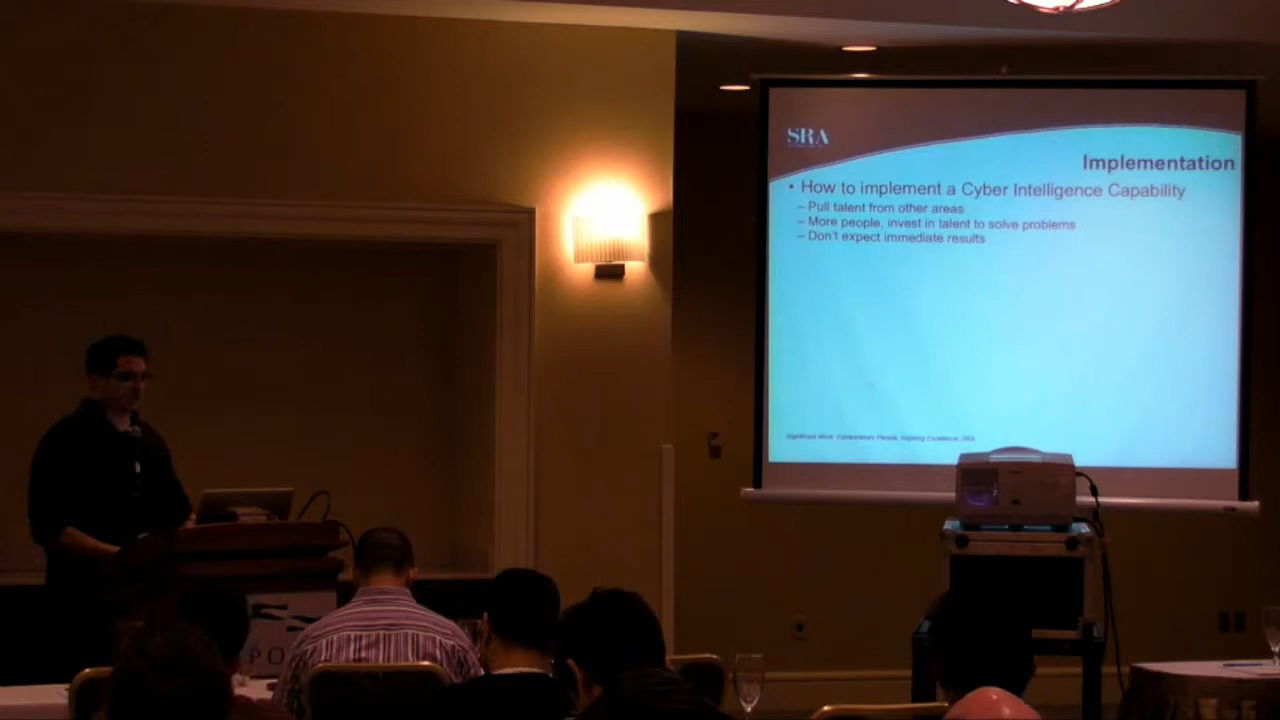 SRA
Implementation
• How to implement a Cyber Intelligence Capability
– Pull talent from other areas
– More people, invest in talent to solve problems
– Don't expect immediate results
PO